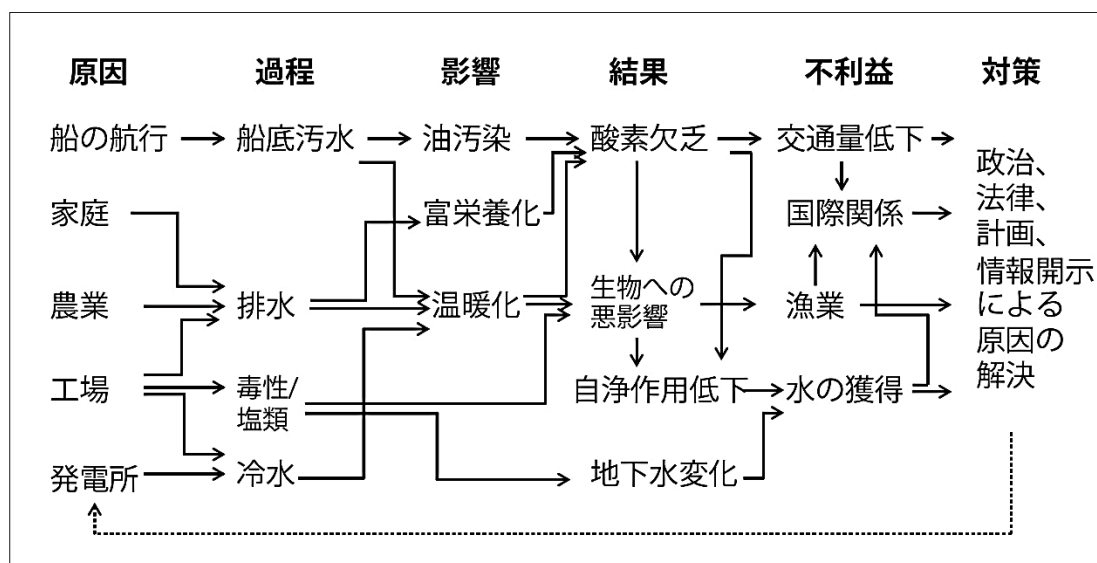 原因 過程 影響 結果 不利益 対策
船の航行 船底汚水 油汚染 酸素欠乏 交通量低下
家庭 富栄養化 国際関係
農業 排水 温暖化 生物への
悪影響 漁業
工場 毒性/
塩類 自浄作用低下 水の獲得
発電所 冷水 地下水変化
政治、
法律、
計画、
情報開示
による
原因の
解決